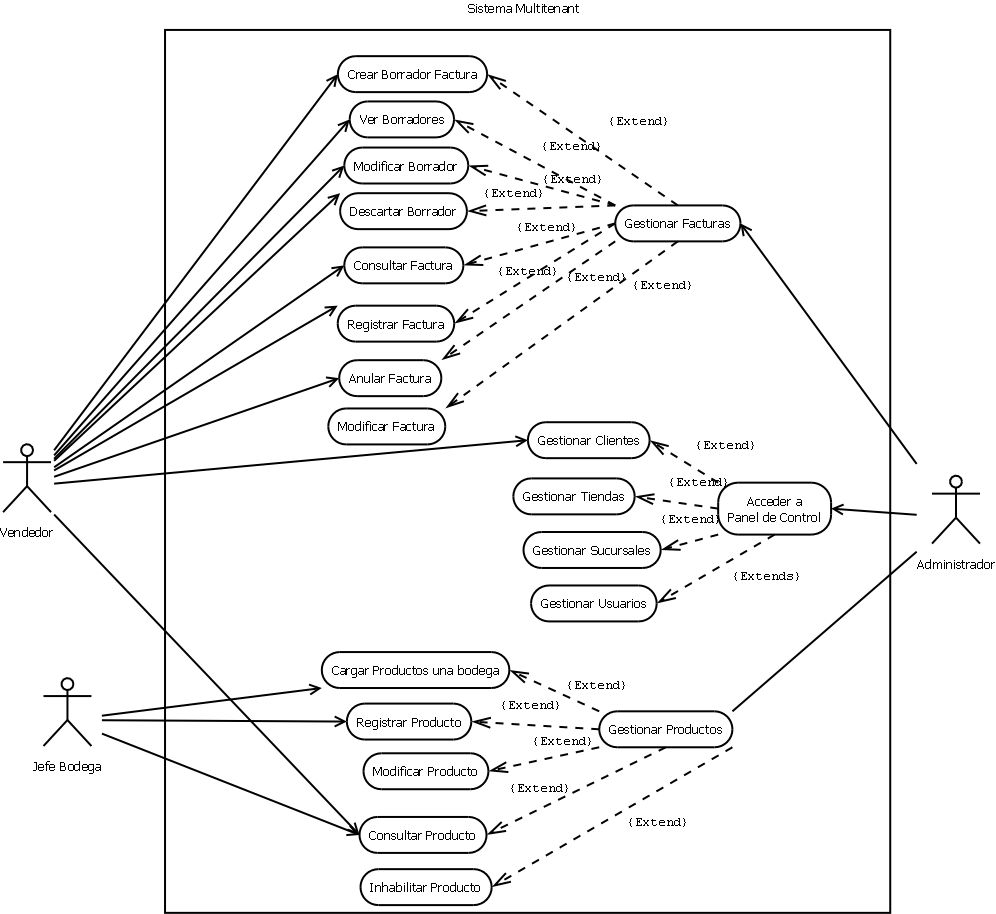 Sistema Multitenant
Crear Borrador Factura
Ver Borradores
Modificar Borrador
Descartar Borrador
Consultar Factura
Registrar Factura
Anular Factura
Modificar Factura
{Extend}
{Extend}
{Extend}
{Extend}
{Extend}
{Extend}
{Extend}
{Extend}
Gestionar Facturas
Gestionar Clientes
Gestionar Tiendas
Gestionar Sucursales
Gestionar Usuarios
{Extend}
{Extend}
{Extend}
{Extends}
Acceder a
Panel de Control
Vendedor
Administrador
Cargar Productos una bodega
Registrar Producto
Modificar Producto
Consultar Producto
Inhabilitar Producto
{Extend}
{Extend}
{Extend}
{Extend}
{Extend}
Gestionar Productos
Jefe Bodega